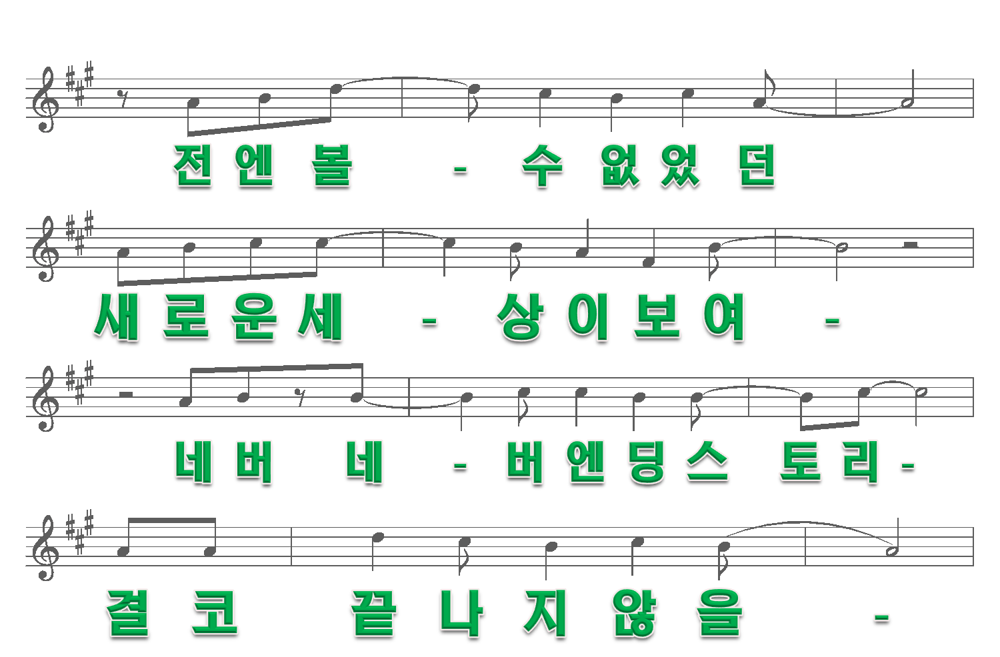 전 엔 볼 - 수 없 었 던
새 로 운 세 - 상 이 보 여 -
네 버 네 - 버 엔 딩 스 토 리 -
결 코 끝 나 지 않 을 -